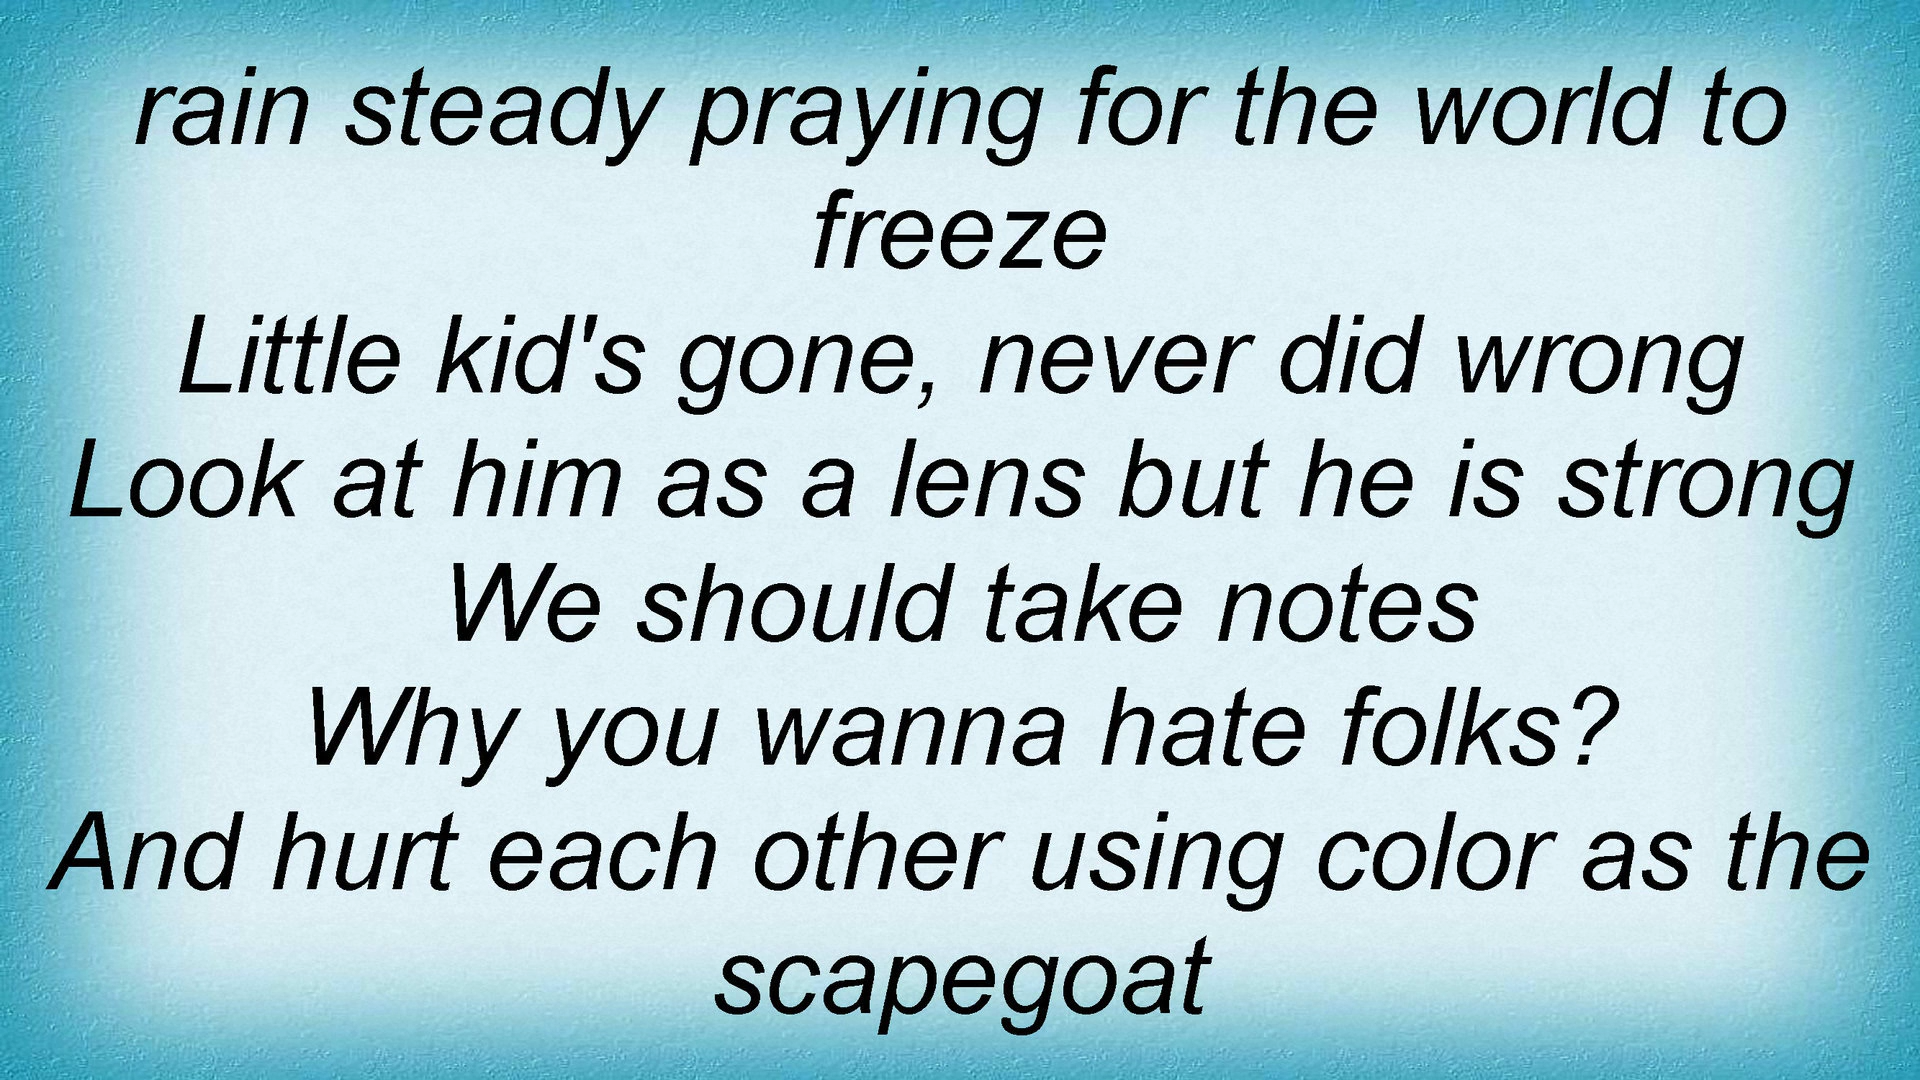 rain steady praying for the world to
freeze
Little kid's gone, never did wrong
Look at him as a lens but he is strong
We should take notes
Why you wanna hate folks?
And hurt each other using color as the
scapegoat